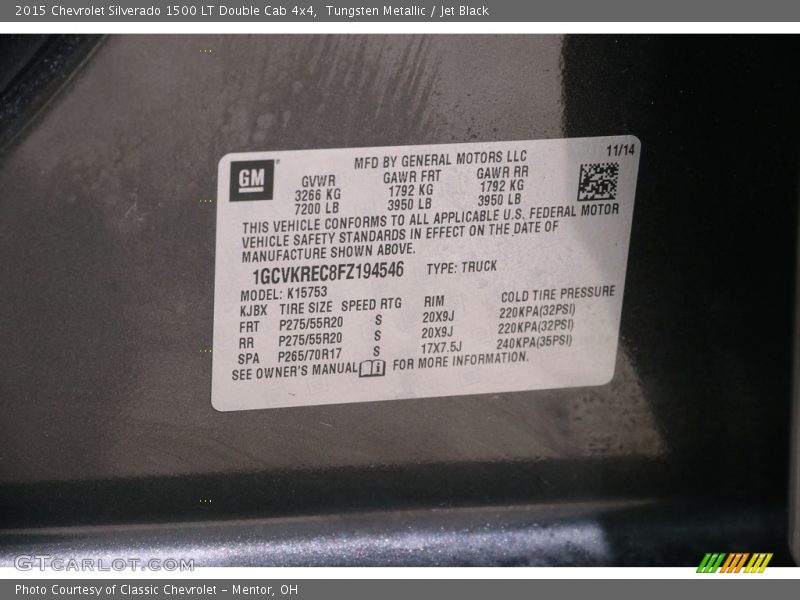 2015 Chevrolet Silverado 1500 LT Double Cab 4x4, Tungsten Metallic / Jet Black
11/14
GM
MFD BY GENERAL MOTORS LLC
GVWR GAWR FRT GAWR RR
3266 KG 1792 KG 1792 KG
7200 LB 3950 LB 3950 LB
THIS VEHICLE CONFORMS TO ALL APPLICABLE U.S. FEDERAL MOTOR
VEHICLE SAFETY STANDARDS IN EFFECT ON THE DATE OF
MANUFACTURE SHOWN ABOVE.
1GCVKREC8FZ194546 TYPE: TRUCK
MODEL: K15753
KJBX TIRE SIZE SPEED RTG RIM COLD TIRE PRESSURE
FRT P275/55R20 S 20X9J 220KPA(32PSI)
RR P275/55R20 S 20X9J 220KPA(32PSI)
SPA P265/70R17 S 17X7.5J 240KPA(35PSI)
SEE OWNER'S MANUAL FOR MORE INFORMATION.
GTCARLOT.COM
Photo Courtesy of Classic Chevrolet - Mentor, OH